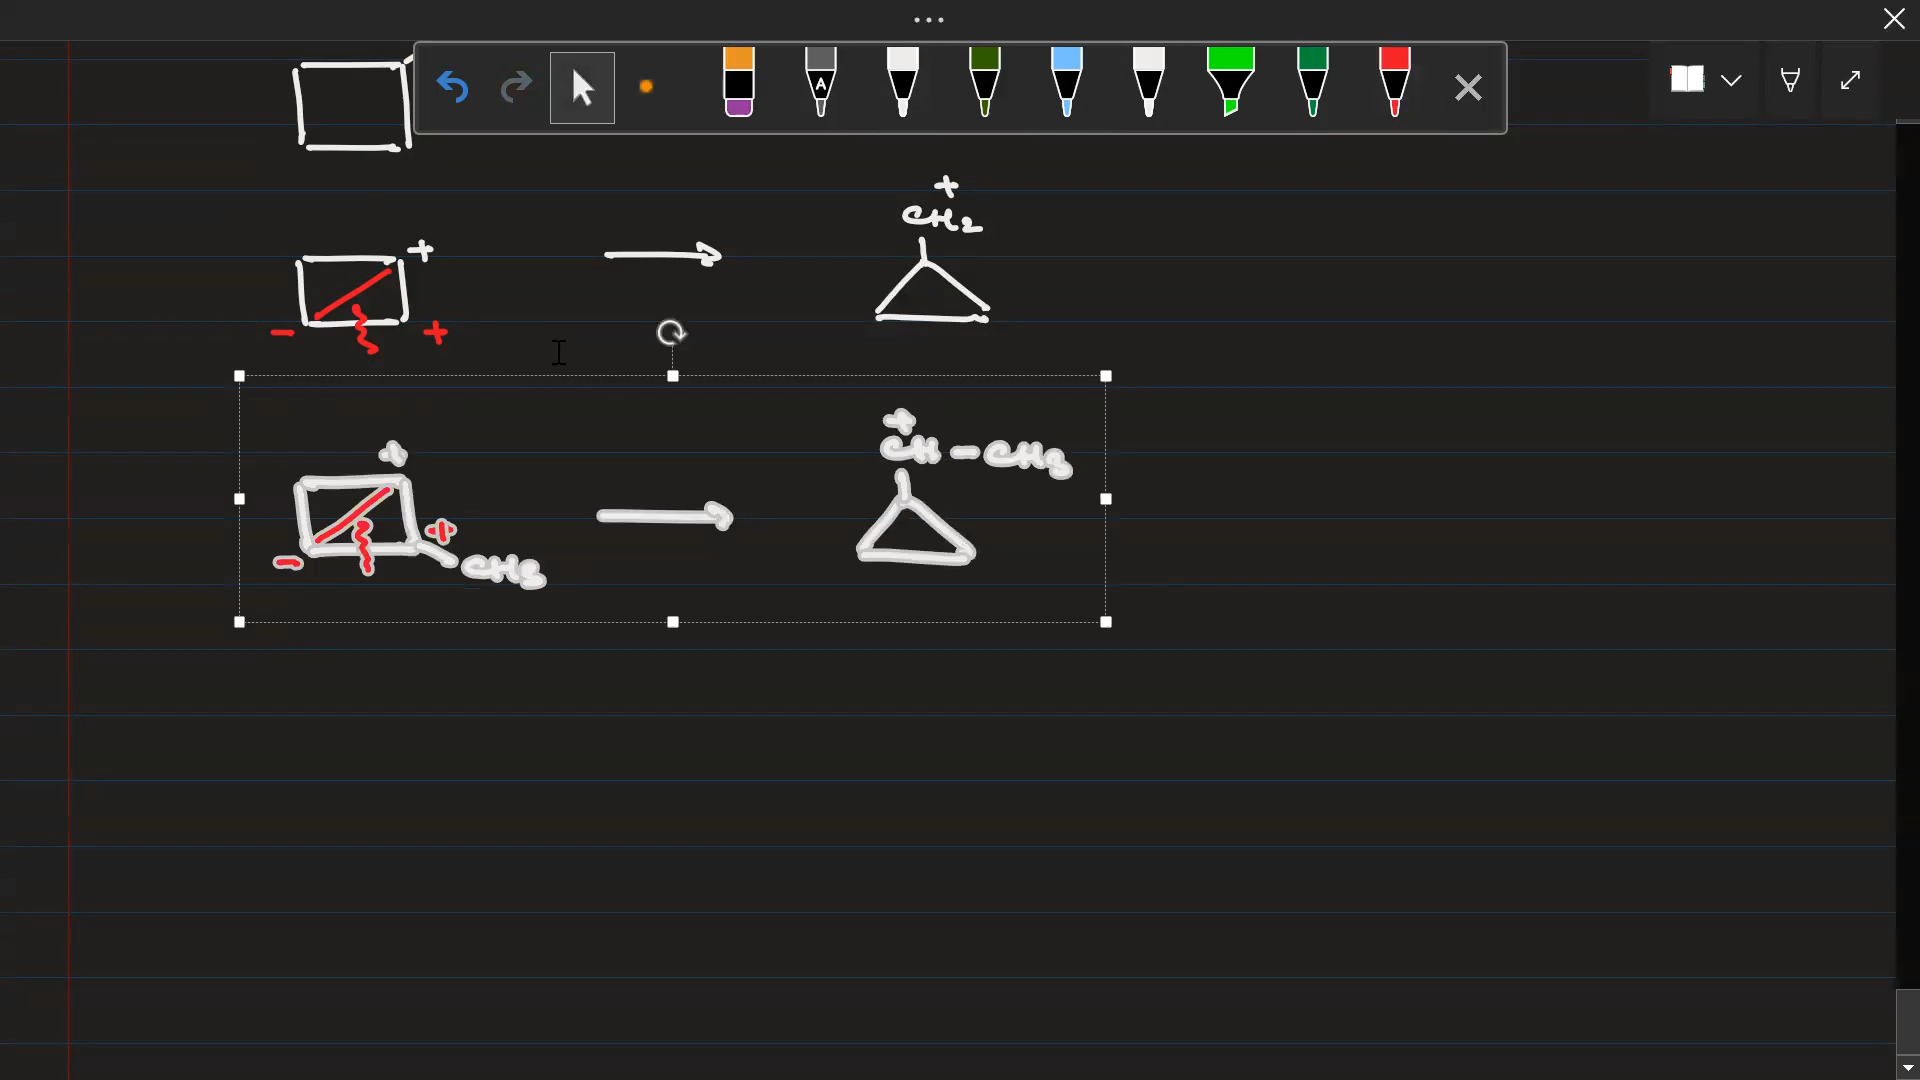 +
CH2
+
- +
+
CH - CH3
+
+
- CH3
A